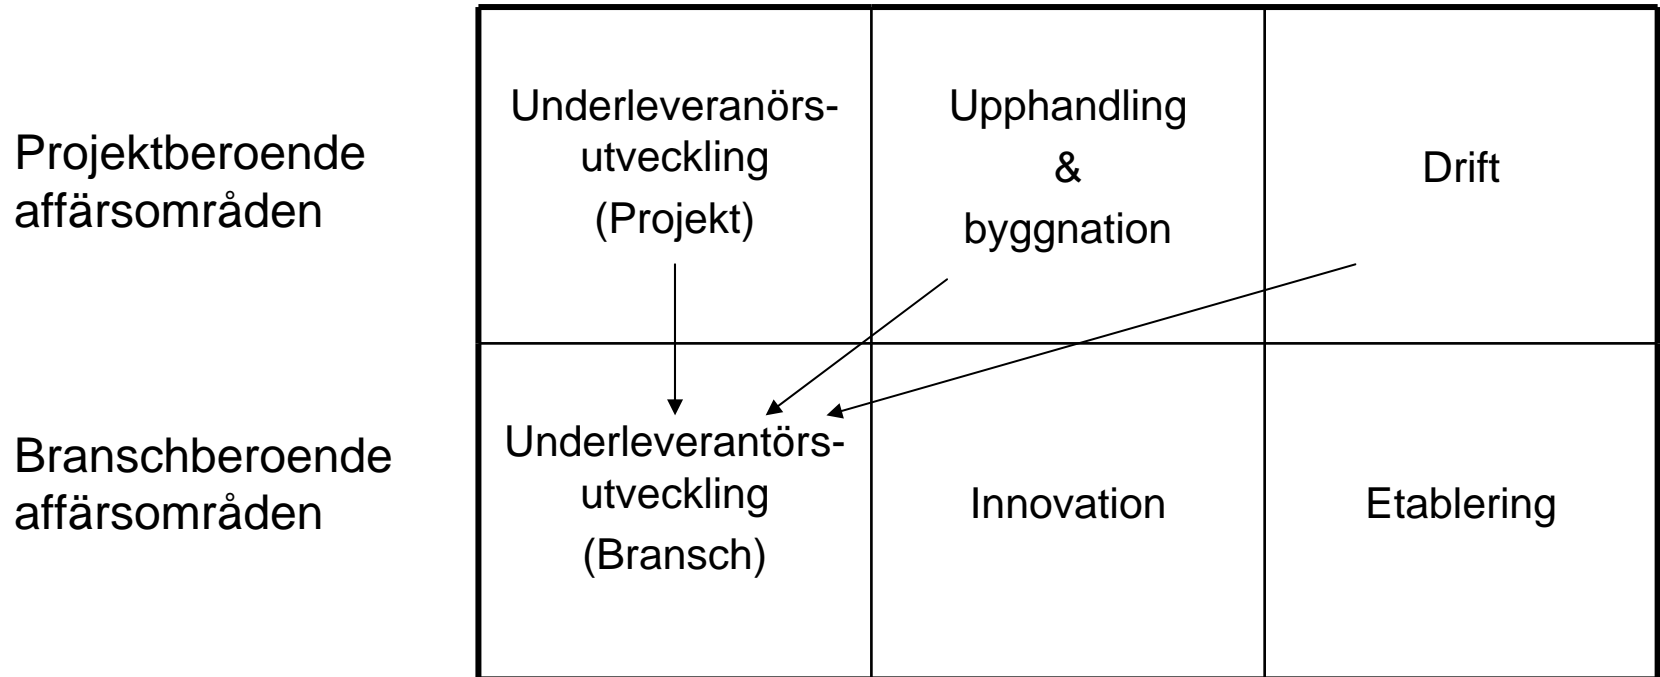 Projektberoende
affärsområden
Underleveranörs-
utveckling
(Projekt)
Upphandling
&
byggnation
Drift
Branschberoende
affärsområden
Underleverantörs-
utveckling
(Bransch)
Innovation
Etablering